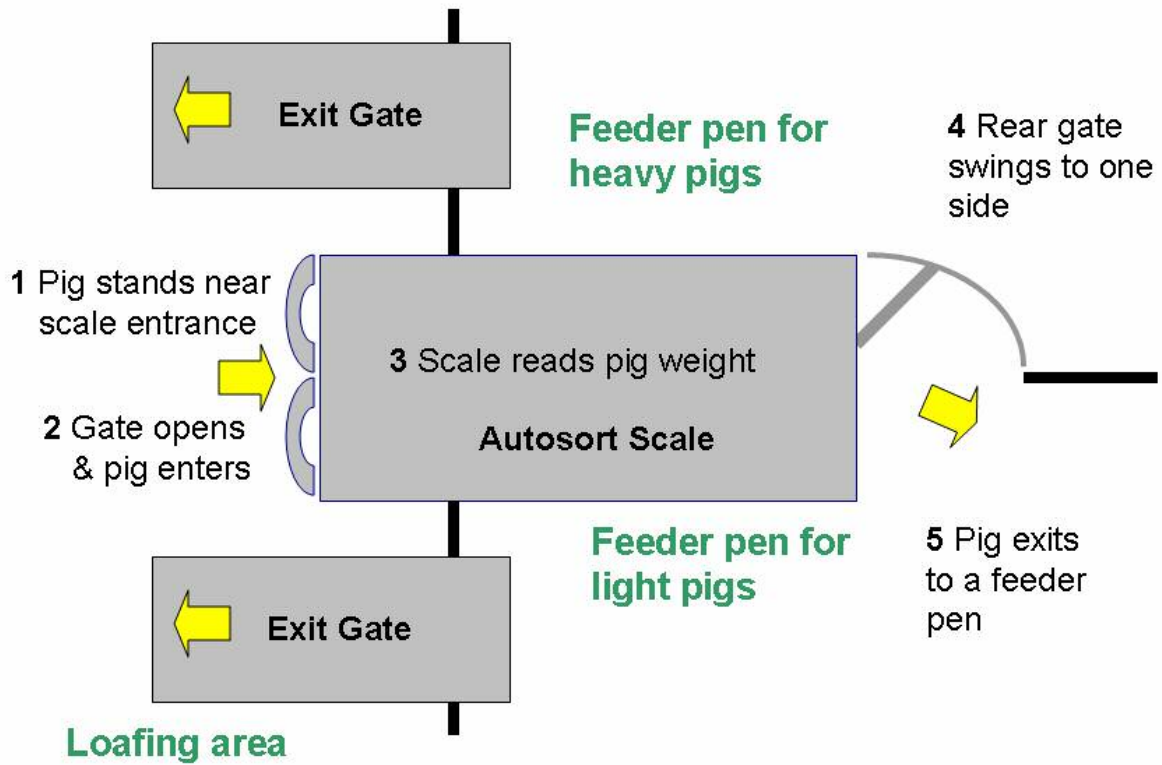 Exit Gate
Feeder pen for
heavy pigs
4 Rear gate
swings to one
side
1 Pig stands near
scale entrance
3 Scale reads pig weight
2 Gate opens
& pig enters
Autosort Scale
Feeder pen for
light pigs
5 Pig exits
to a feeder
pen
Exit Gate
Loafing area